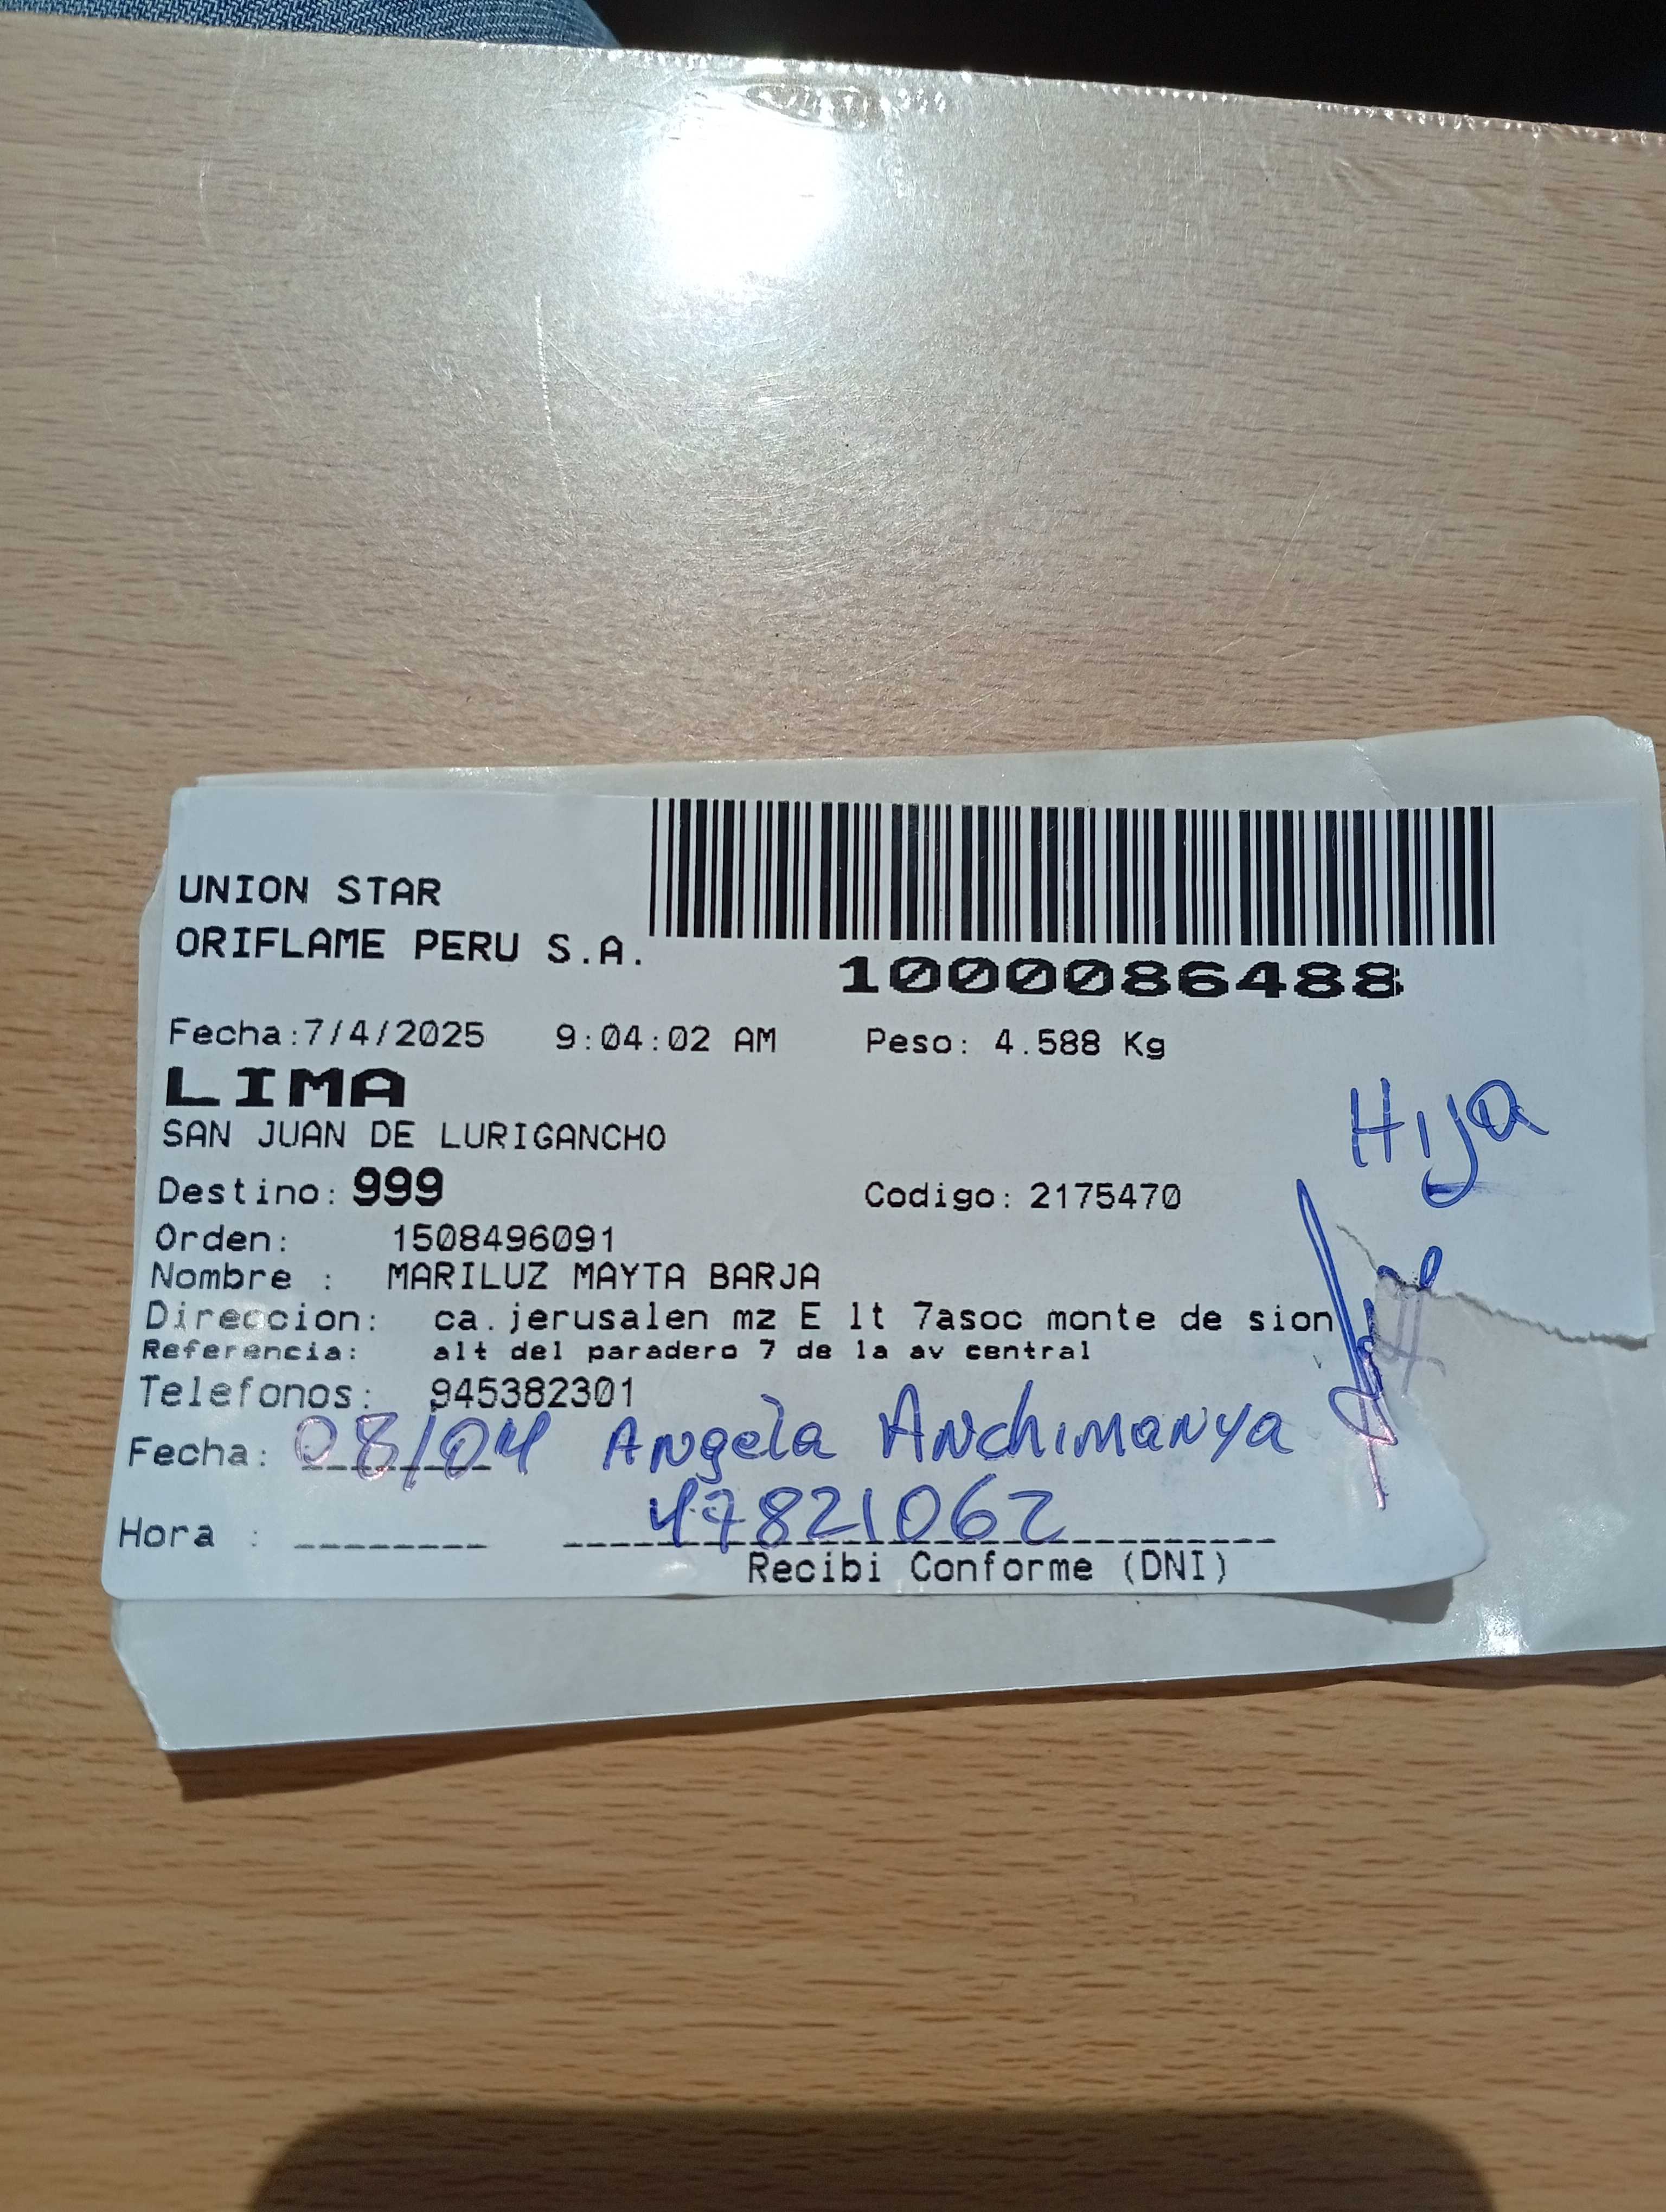 UNION STAR
ORIFLAME PERU S.A.
1000086488
Fecha:7/4/2025 9:04:02 AM Peso: 4.588 Kg
LIMA
SAN JUAN DE LURIGANCHO
Hija
Destino: 999 Codigo: 2175470
Orden: 1508496091
Nombre : MARILUZ MAYTA BARJA
Direccion: ca.jerusalen mz E lt 7asoc monte de sion
Referencia: alt del paradero 7 de la av central
Telefonos: 945382301
Fecha: 08/04 Angela Anchimanya
47821062
Hora : --------
Recibi Conforme (DNI)